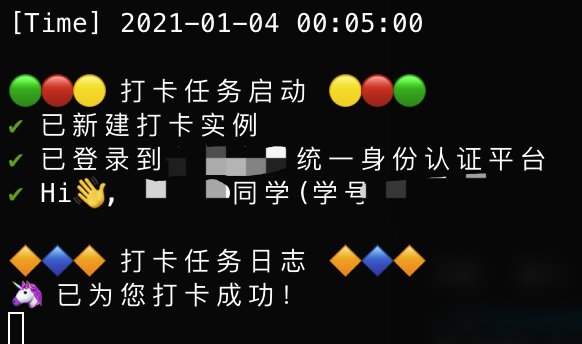 [Time] 2021-01-04 00:05:00
🟢🔴🟡 打卡任务启动 🟡🔴🟢
✔ 已新建打卡实例
✔ 已登录到 统一身份认证平台
✔ Hi👋, 同学(学号
🔶🔷🔶 打卡任务日志 🔶🔷🔶
🦄 已为您打卡成功!